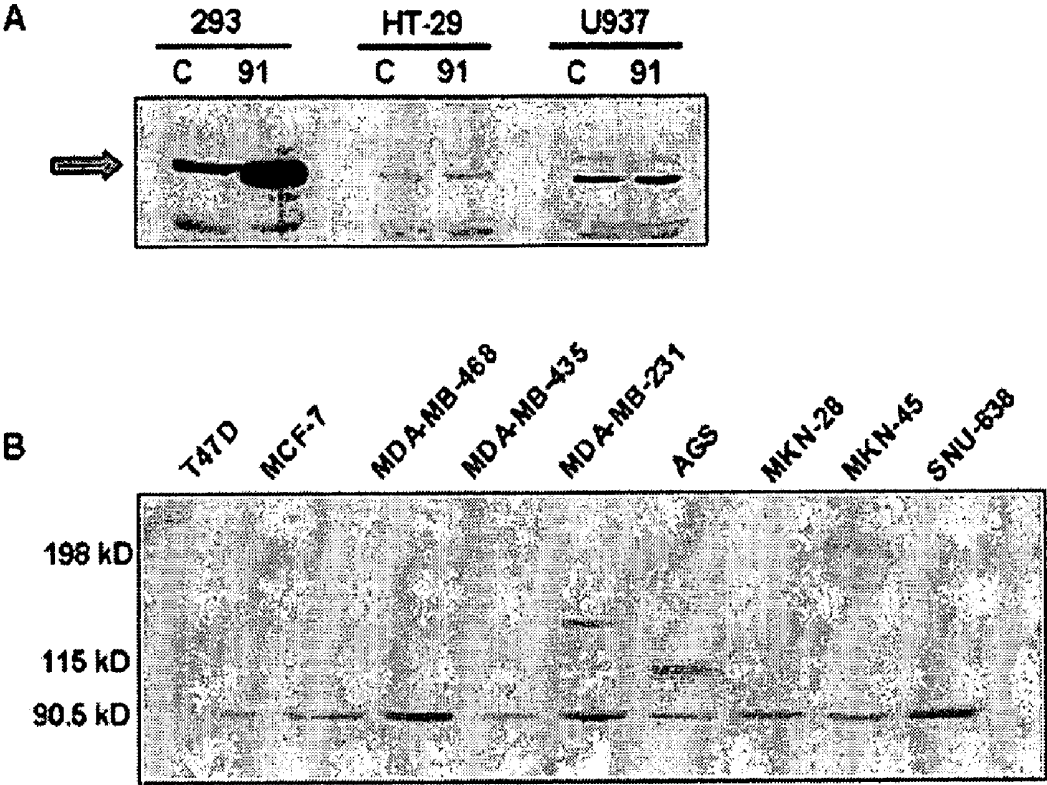 A
293 HT-29 U937
C 91 C 91 C 91
B
T47D MCF-7 MDA-MB-468 MDA-MB-435 MDA-MB-231 AGS MKN-28 MKN-45 SNU-638
198 kD
115 kD
90.5 kD